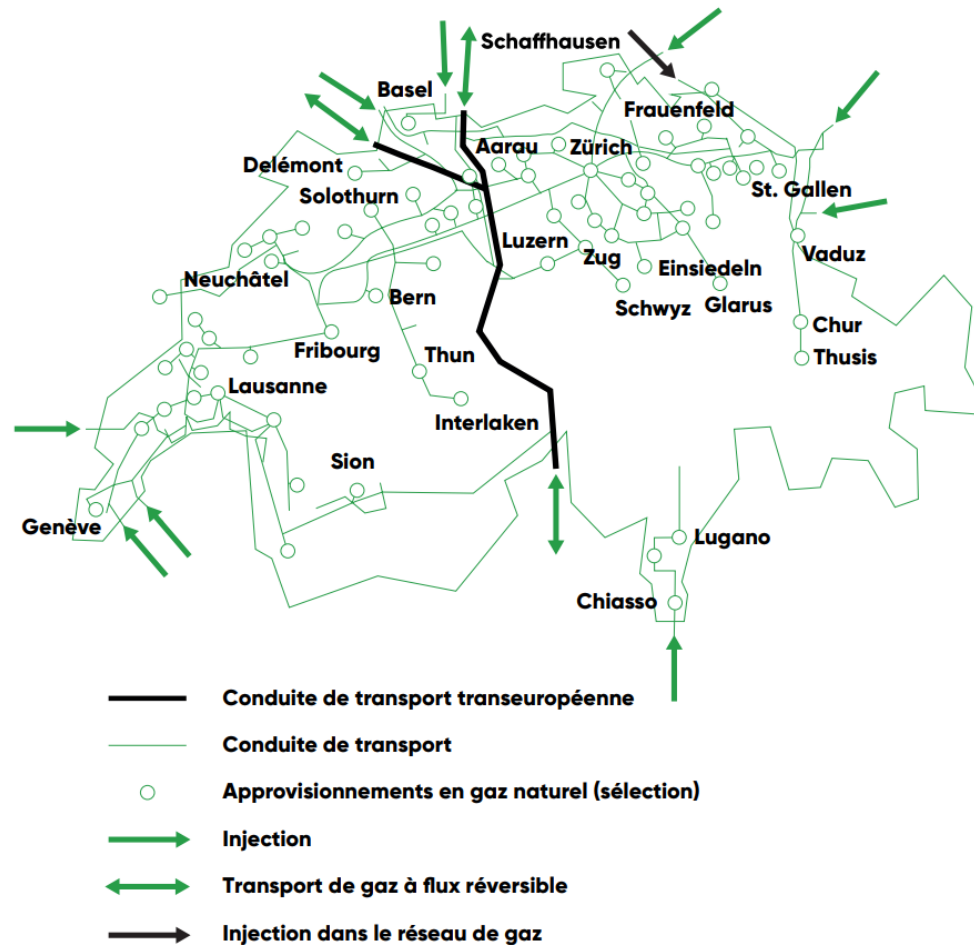 Schaffhausen
Basel
Frauenfeld
Aarau
Zürich
Delémont
St. Gallen
Solothurn
Luzern
Vaduz
Zug
Einsiedeln
Neuchâtel
Bern
Schwyz
Glarus
Chur
Fribourg
Thun
Thusis
Lausanne
Interlaken
Sion
Genève
Lugano
Chiasso
Conduite de transport transeuropéenne
Conduite de transport
Approvisionnements en gaz naturel (sélection)
Injection
Transport de gaz à flux réversible
Injection dans le réseau de gaz